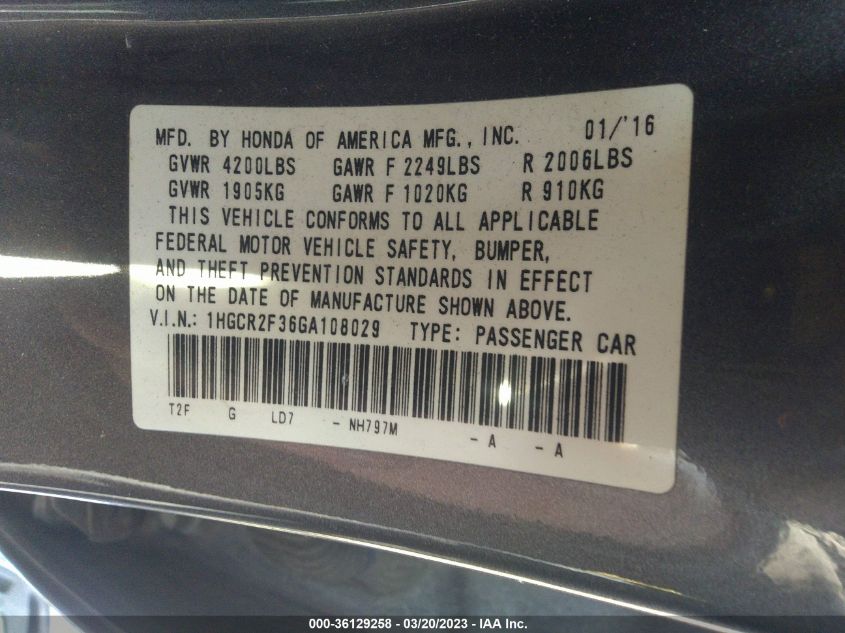 MFD. BY HONDA OF AMERICA MFG., INC. 01/'16
GVWR 4200LBS GAWR F 2249LBS R 2006LBS
GVWR 1905KG GAWR F 1020KG R 910KG
THIS VEHICLE CONFORMS TO ALL APPLICABLE
FEDERAL MOTOR VEHICLE SAFETY, BUMPER,
AND THEFT PREVENTION STANDARDS IN EFFECT
ON THE DATE OF MANUFACTURE SHOWN ABOVE.
V.I.N.: 1HGCR2F36GA108029 TYPE: PASSENGER CAR
T2F G LD7 - NH797M - A - A
000-36129258 - 03/20/2023 - IAA Inc.